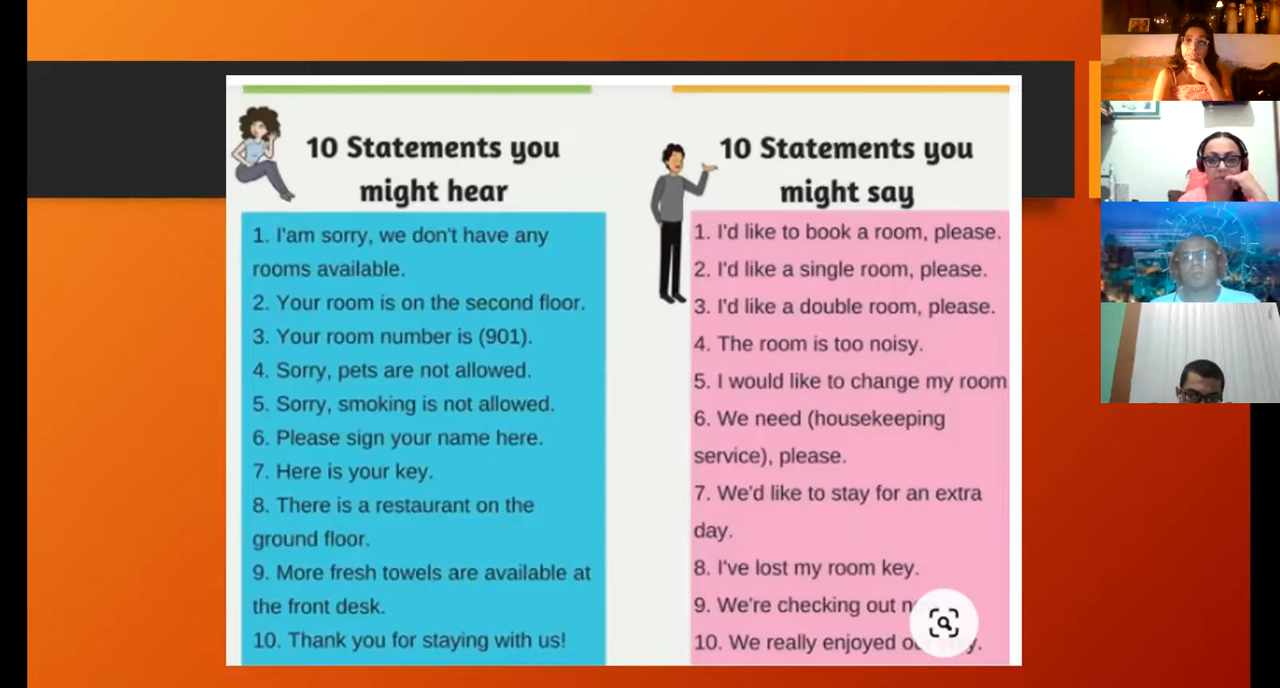 10 Statements you
might hear
1. I'am sorry, we don't have any
rooms available.
2. Your room is on the second floor.
3. Your room number is (901).
4. Sorry, pets are not allowed.
5. Sorry, smoking is not allowed.
6. Please sign your name here.
7. Here is your key.
8. There is a restaurant on the
ground floor.
9. More fresh towels are available at
the front desk.
10. Thank you for staying with us!
10 Statements you
might say
1. I'd like to book a room, please.
2. I'd like a single room, please.
3. I'd like a double room, please.
4. The room is too noisy.
5. I would like to change my room
6. We need (housekeeping
service), please.
7. We'd like to stay for an extra
day.
8. I've lost my room key.
9. We're checking out
10. We really enjoyed